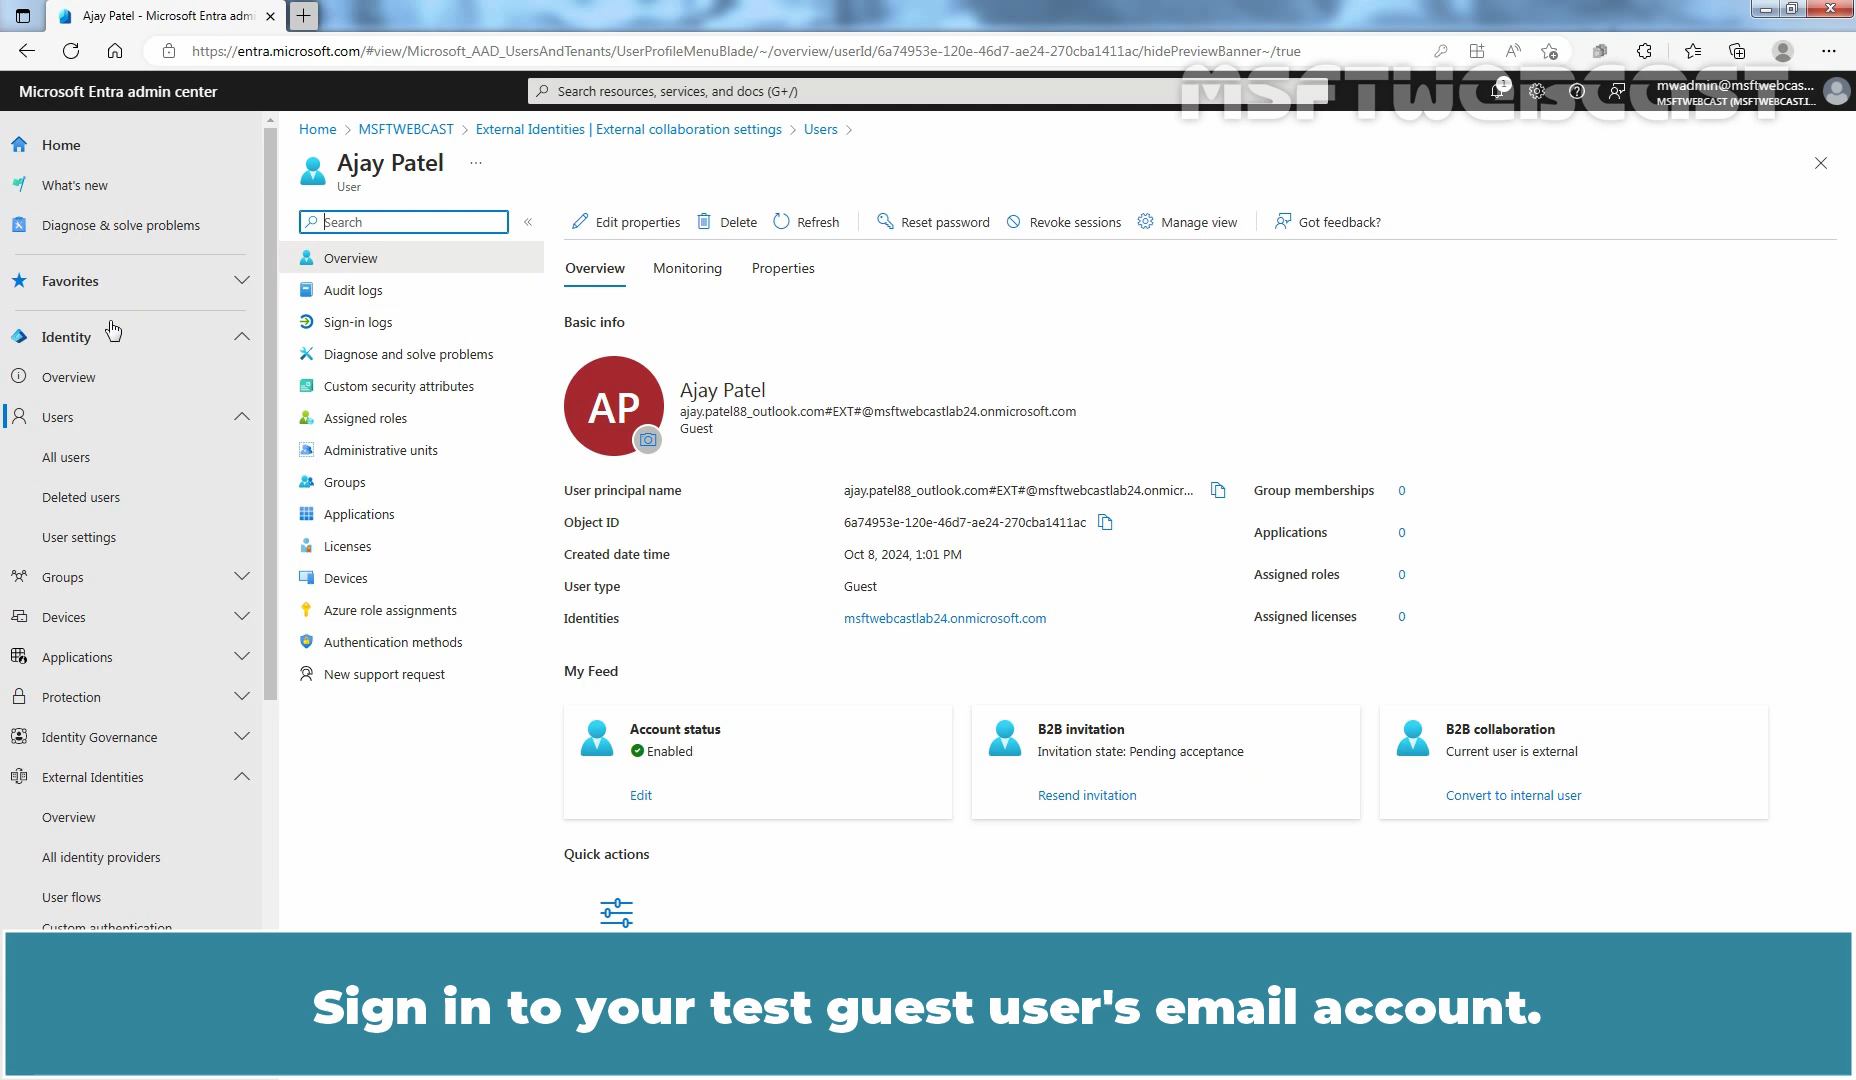 Ajay Patel - Microsoft Entra admi
https://entra.microsoft.com/#view/Microsoft_AAD_UsersAndTenants/UserProfileMenuBlade/~/overview/userId/6a74953e-120e-46d7-ae24-270cba1411ac/hidePreviewBanner~/true
MSFTWEBCAST
Microsoft Entra admin center
Search resources, services, and docs (G+/)
1
mwadmin@msftwebcas...
MSFTWEBCAST (MSFTWEBCAST.I...
Home
What's new
Diagnose & solve problems
Favorites
Identity
Overview
Users
All users
Deleted users
User settings
Groups
Devices
Applications
Protection
Identity Governance
External Identities
Overview
All identity providers
User flows
Custom authentication
Home > MSFTWEBCAST > External Identities | External collaboration settings > Users >
Ajay Patel ...
User
Search
«
Overview
Audit logs
Sign-in logs
Diagnose and solve problems
Custom security attributes
Assigned roles
Administrative units
Groups
Applications
Licenses
Devices
Azure role assignments
Authentication methods
New support request
Edit properties Delete Refresh Reset password Revoke sessions Manage view Got feedback?
Overview Monitoring Properties
Basic info
AP
Ajay Patel
ajay.patel88_outlook.com#EXT#@msftwebcastlab24.onmicrosoft.com
Guest
User principal name ajay.patel88_outlook.com#EXT#@msftwebcastlab24.onmicr...
Object ID 6a74953e-120e-46d7-ae24-270cba1411ac
Created date time Oct 8, 2024, 1:01 PM
User type Guest
Identities msftwebcastlab24.onmicrosoft.com
Group memberships 0
Applications 0
Assigned roles 0
Assigned licenses 0
My Feed
Account status
Enabled
Edit
B2B invitation
Invitation state: Pending acceptance
Resend invitation
B2B collaboration
Current user is external
Convert to internal user
Quick actions
Sign in to your test guest user's email account.